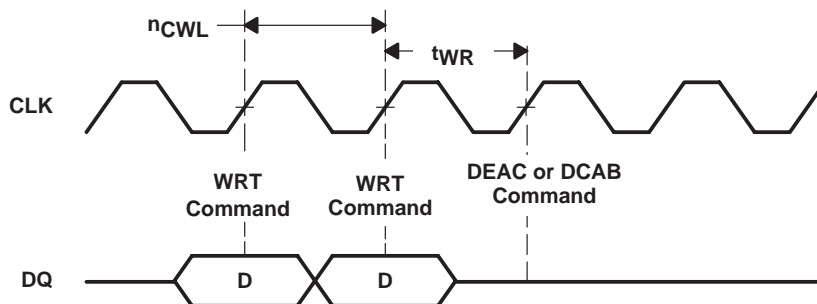 nCWL
tWR
CLK
WRT
Command
WRT
Command
DEAC or DCAB
Command
DQ
D
D